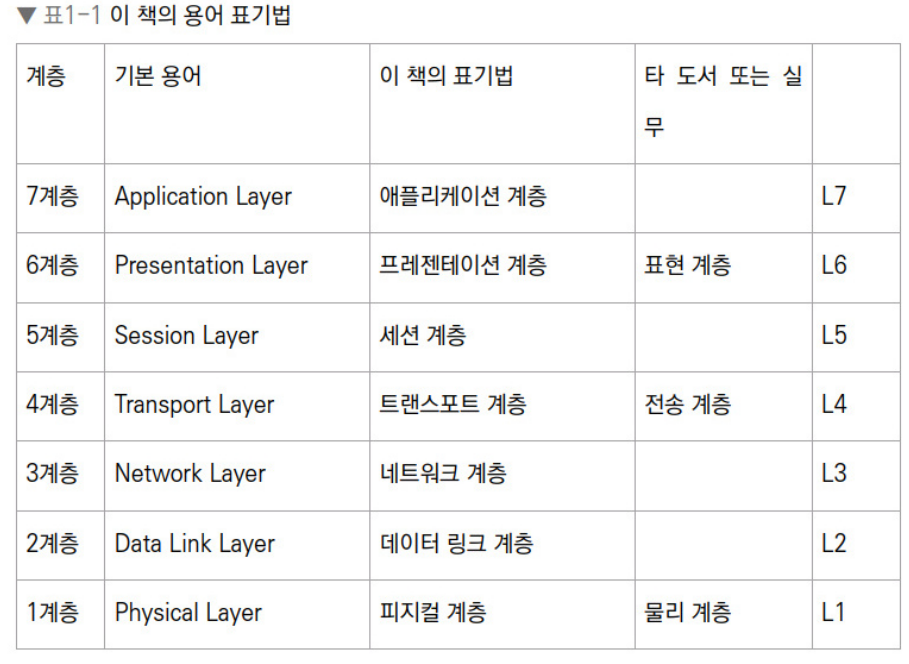 ▼ 표1-1 이 책의 용어 표기법
계층 기본 용어 이 책의 표기법 타 도서 또는 실
무
7계층 Application Layer 애플리케이션 계층 L7
6계층 Presentation Layer 프레젠테이션 계층 표현 계층 L6
5계층 Session Layer 세션 계층 L5
4계층 Transport Layer 트랜스포트 계층 전송 계층 L4
3계층 Network Layer 네트워크 계층 L3
2계층 Data Link Layer 데이터 링크 계층 L2
1계층 Physical Layer 피지컬 계층 물리 계층 L1